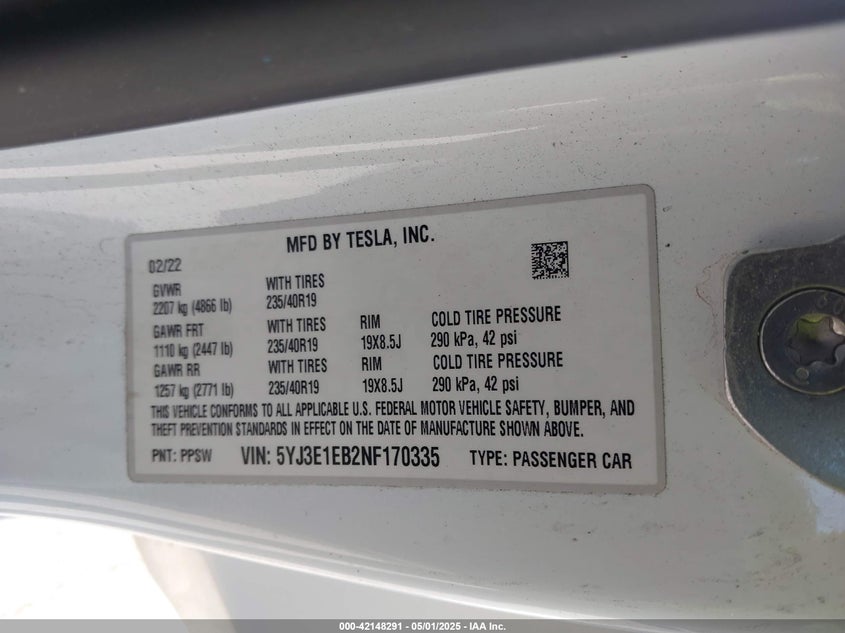 MFD BY TESLA, INC.
02/22
GVWR WITH TIRES
2207 kg (4866 lb) 235/40R19
GAWR FRT WITH TIRES RIM COLD TIRE PRESSURE
1110 kg (2447 lb) 235/40R19 19X8.5J 290 kPa, 42 psi
GAWR RR WITH TIRES RIM COLD TIRE PRESSURE
1257 kg (2771 lb) 235/40R19 19X8.5J 290 kPa, 42 psi
THIS VEHICLE CONFORMS TO ALL APPLICABLE U.S. FEDERAL MOTOR VEHICLE SAFETY, BUMPER, AND
THEFT PREVENTION STANDARDS IN EFFECT ON THE DATE OF MANUFACTURE SHOWN ABOVE.
PNT: PPSW VIN: 5YJ3E1EB2NF170335 TYPE: PASSENGER CAR
000-42148291 - 05/01/2025 - IAA Inc.